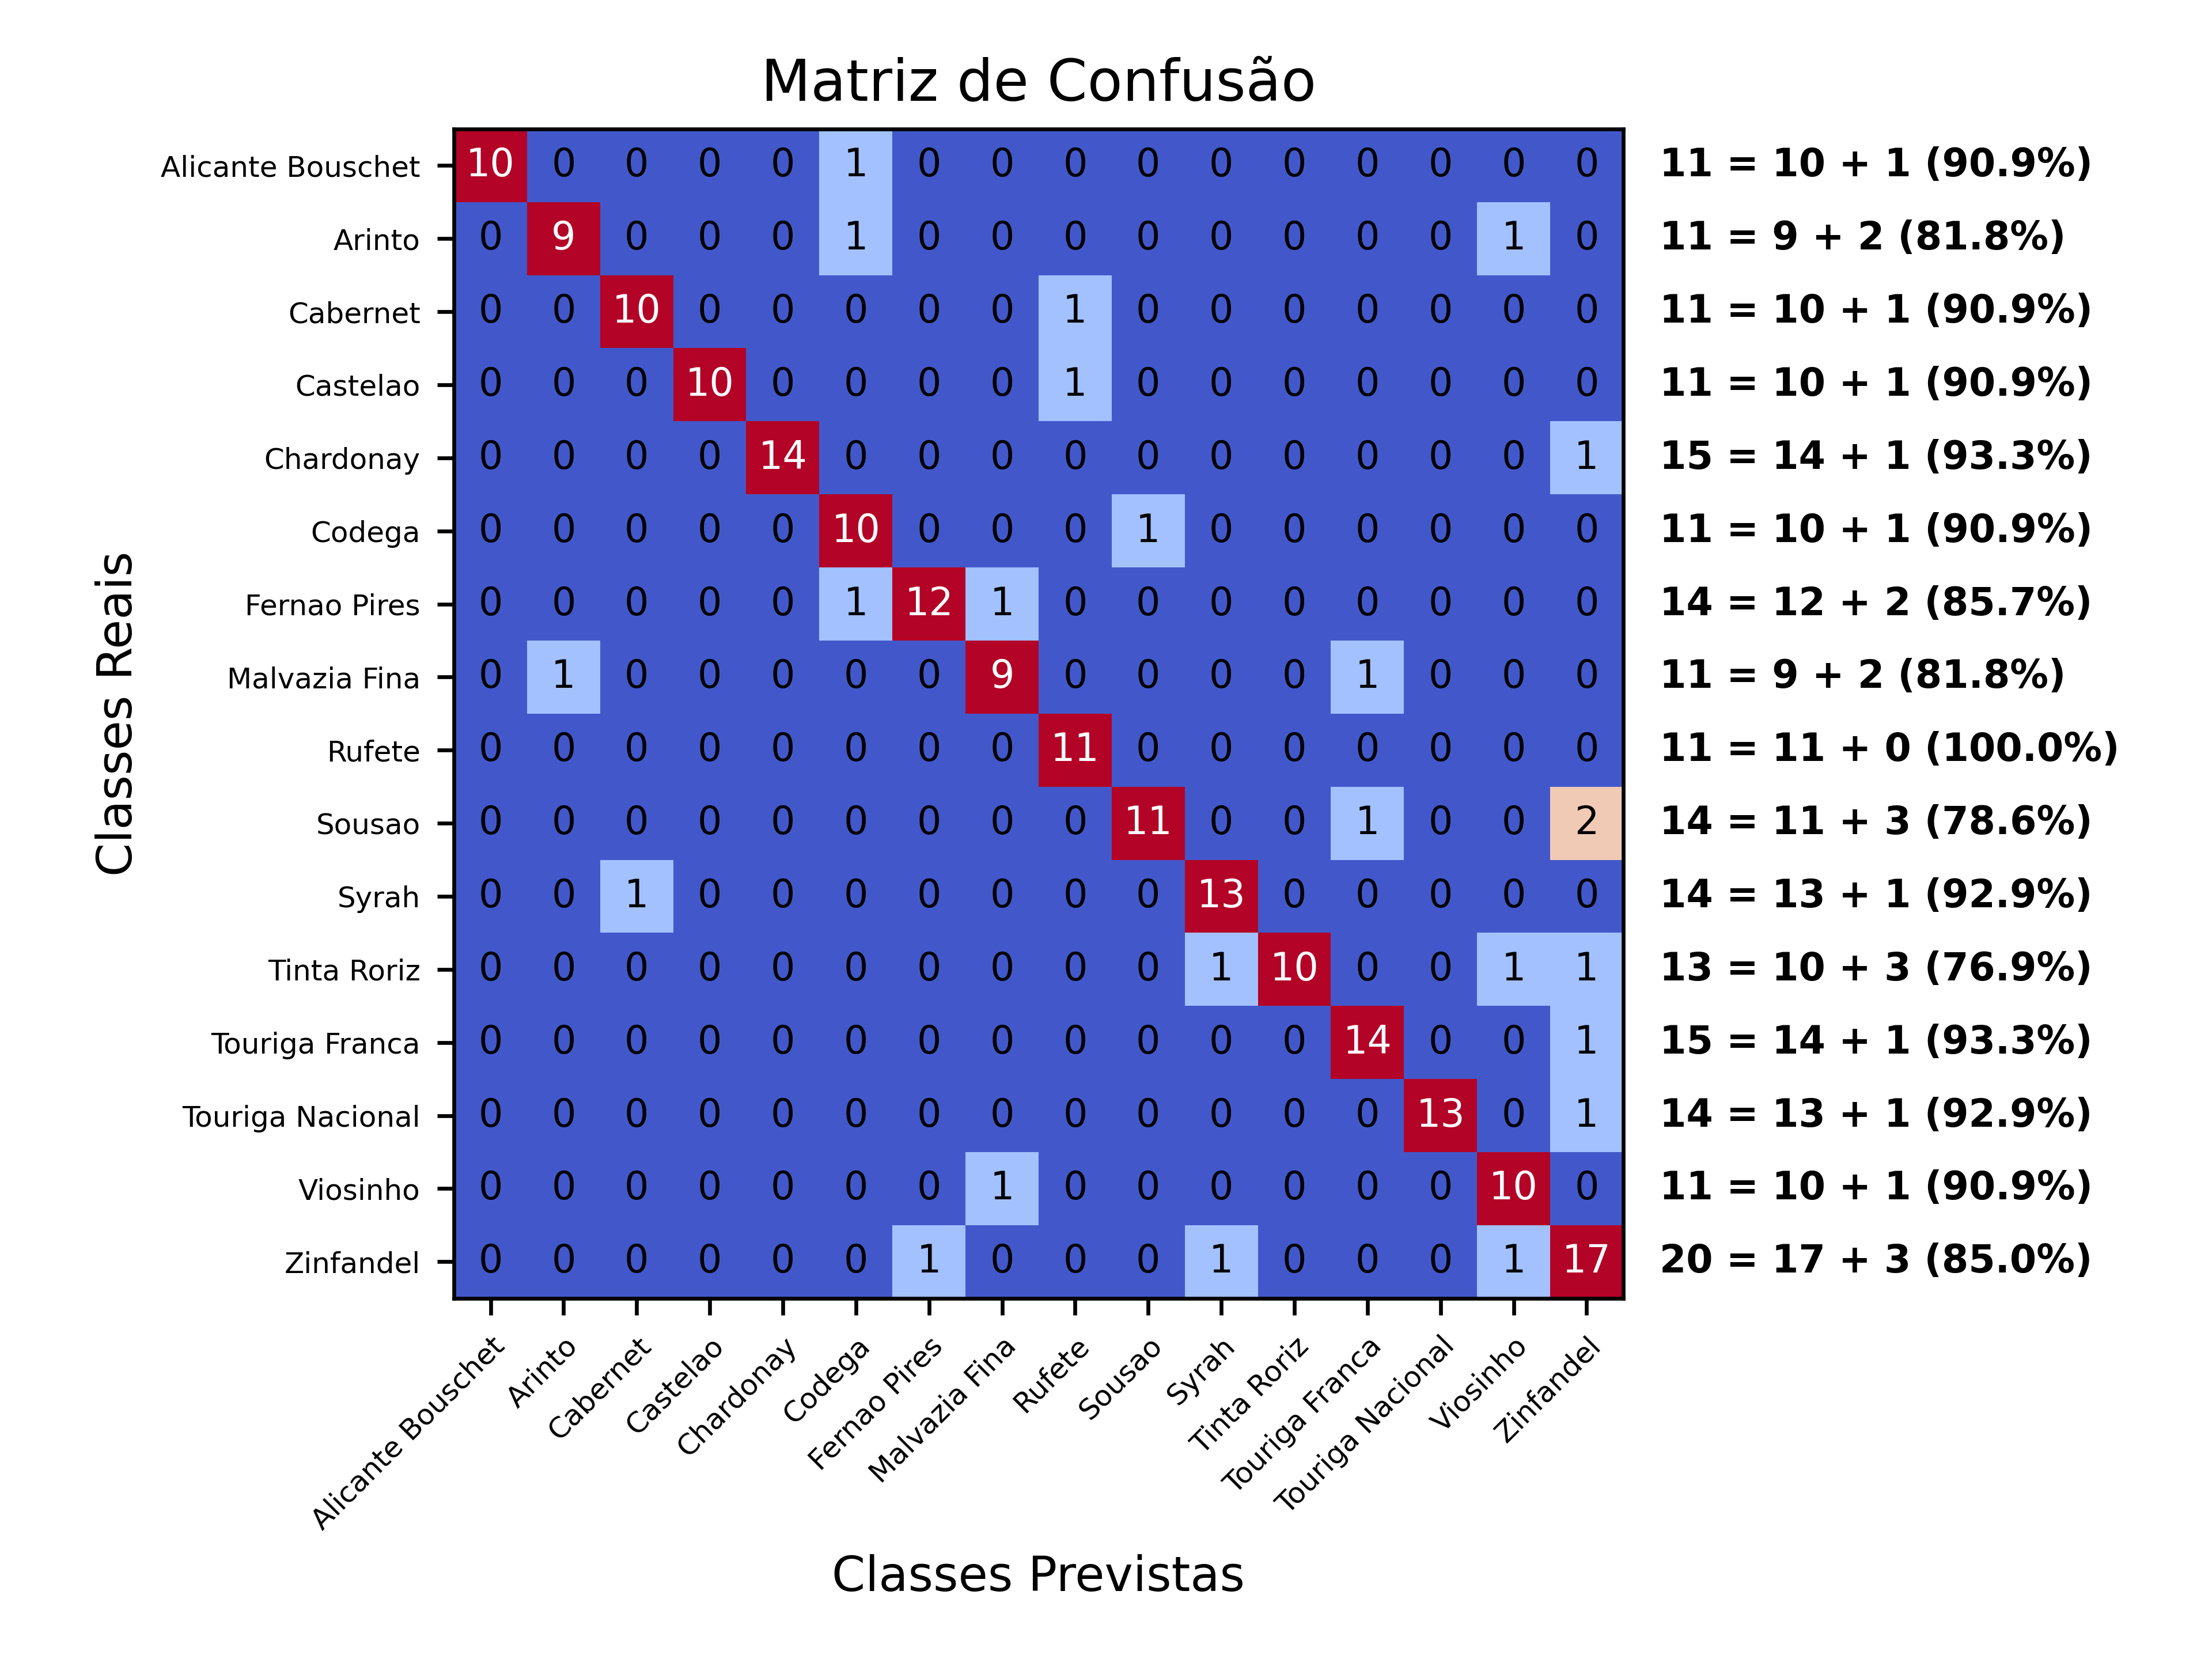 Matriz de Confusão
Alicante Bouschet 10 0 0 0 0 1 0 0 0 0 0 0 0 0 0 0 11 = 10 + 1 (90.9%)
Arinto 0 9 0 0 0 1 0 0 0 0 0 0 0 0 1 0 11 = 9 + 2 (81.8%)
Cabernet 0 0 10 0 0 0 0 0 1 0 0 0 0 0 0 0 11 = 10 + 1 (90.9%)
Castelao 0 0 0 10 0 0 0 0 1 0 0 0 0 0 0 0 11 = 10 + 1 (90.9%)
Chardonay 0 0 0 0 14 0 0 0 0 0 0 0 0 0 0 1 15 = 14 + 1 (93.3%)
Codega 0 0 0 0 0 10 0 0 0 1 0 0 0 0 0 0 11 = 10 + 1 (90.9%)
Fernao Pires 0 0 0 0 0 1 12 1 0 0 0 0 0 0 0 0 14 = 12 + 2 (85.7%)
Malvazia Fina 0 1 0 0 0 0 0 9 0 0 0 0 1 0 0 0 11 = 9 + 2 (81.8%)
Rufete 0 0 0 0 0 0 0 0 11 0 0 0 0 0 0 0 11 = 11 + 0 (100.0%)
Sousao 0 0 0 0 0 0 0 0 0 11 0 0 1 0 0 2 14 = 11 + 3 (78.6%)
Syrah 0 0 1 0 0 0 0 0 0 0 13 0 0 0 0 0 14 = 13 + 1 (92.9%)
Tinta Roriz 0 0 0 0 0 0 0 0 0 0 1 10 0 0 1 1 13 = 10 + 3 (76.9%)
Touriga Franca 0 0 0 0 0 0 0 0 0 0 0 0 14 0 0 1 15 = 14 + 1 (93.3%)
Touriga Nacional 0 0 0 0 0 0 0 0 0 0 0 0 0 13 0 1 14 = 13 + 1 (92.9%)
Viosinho 0 0 0 0 0 0 0 1 0 0 0 0 0 0 10 0 11 = 10 + 1 (90.9%)
Zinfandel 0 0 0 0 0 0 1 0 0 0 1 0 0 0 1 17 20 = 17 + 3 (85.0%)
Classes Reais
Alicante Bouschet
Arinto
Cabernet
Castelao
Chardonay
Codega
Fernao Pires
Malvazia Fina
Rufete
Sousao
Syrah
Tinta Roriz
Touriga Franca
Touriga Nacional
Viosinho
Zinfandel
Classes Previstas